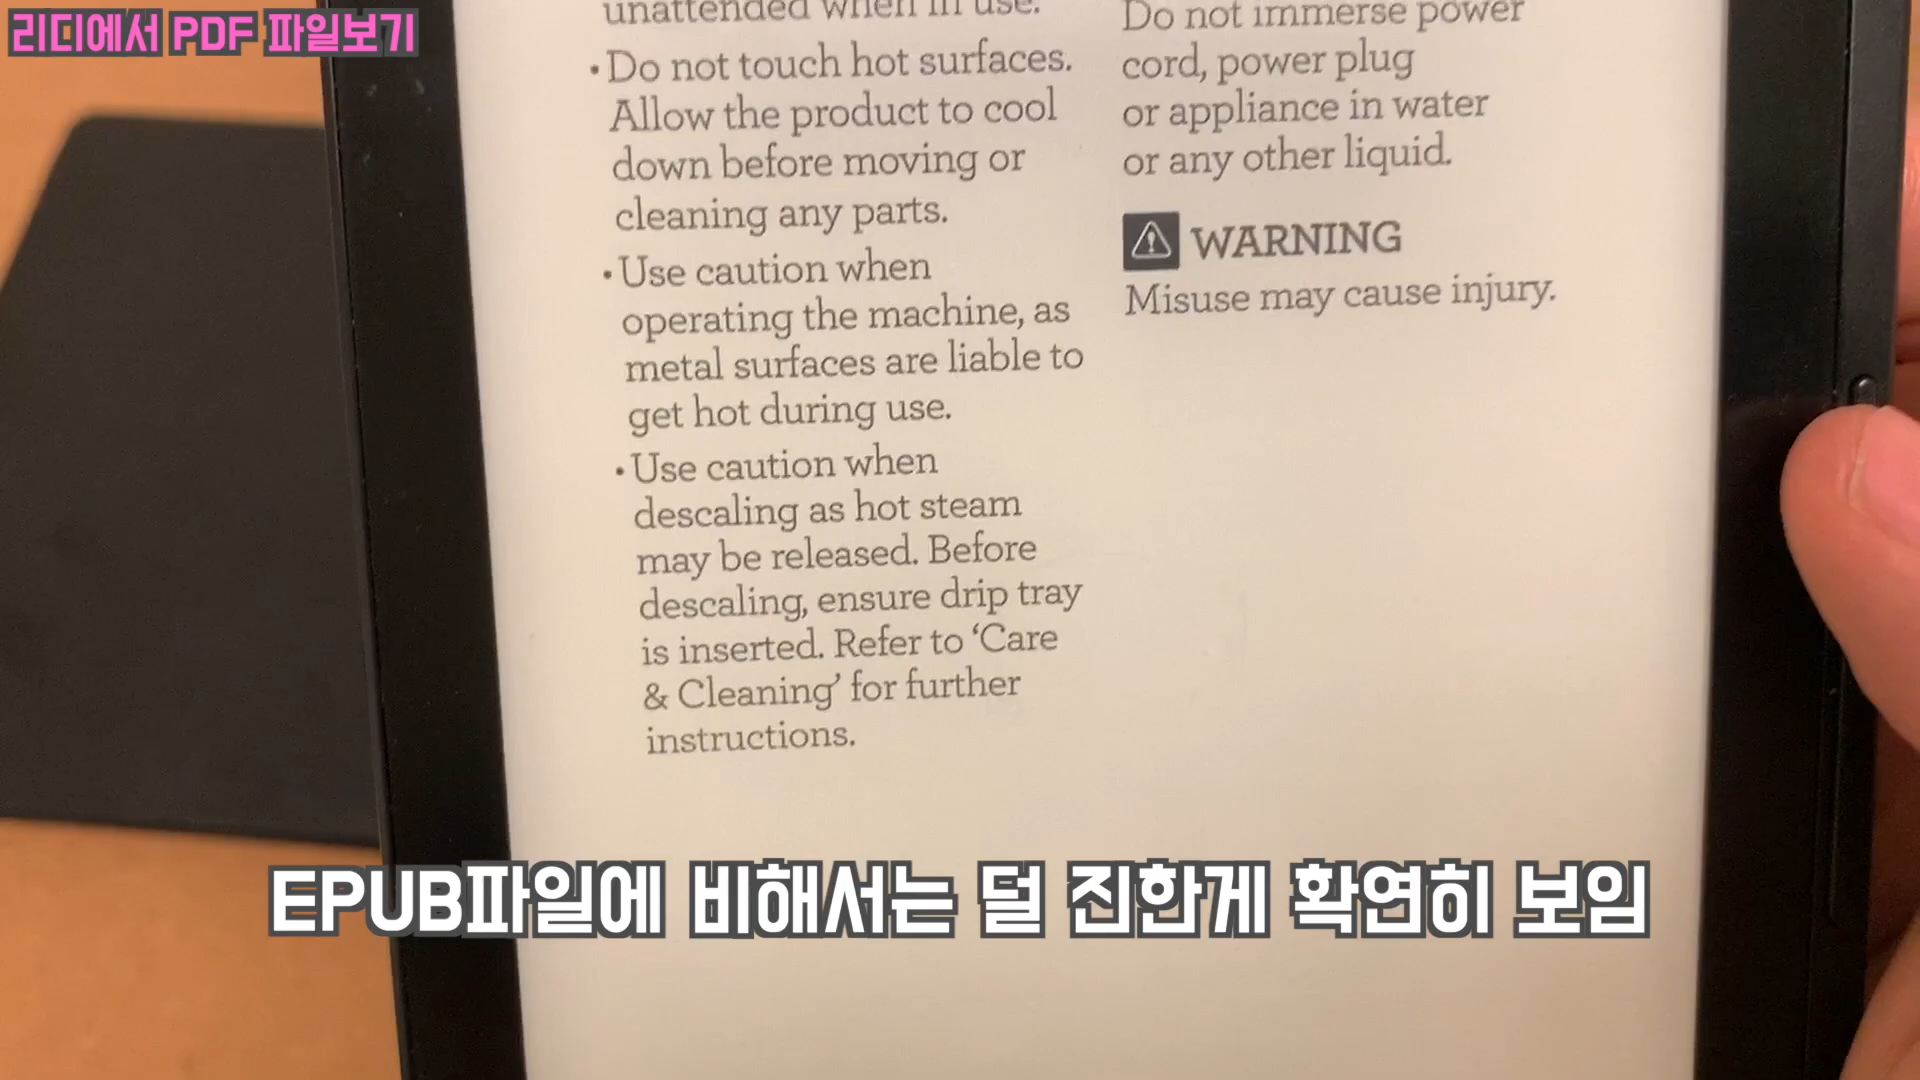 리디에서 PDF 파일보기
unattended when in use.
• Do not touch hot surfaces.
Allow the product to cool
down before moving or
cleaning any parts.
• Use caution when
operating the machine, as
metal surfaces are liable to
get hot during use.
• Use caution when
descaling as hot steam
may be released. Before
descaling, ensure drip tray
is inserted. Refer to ‘Care
& Cleaning’ for further
instructions.
Do not immerse power
cord, power plug
or appliance in water
or any other liquid.
WARNING
Misuse may cause injury.
EPUB파일에 비해서는 덜 진한게 확연히 보임